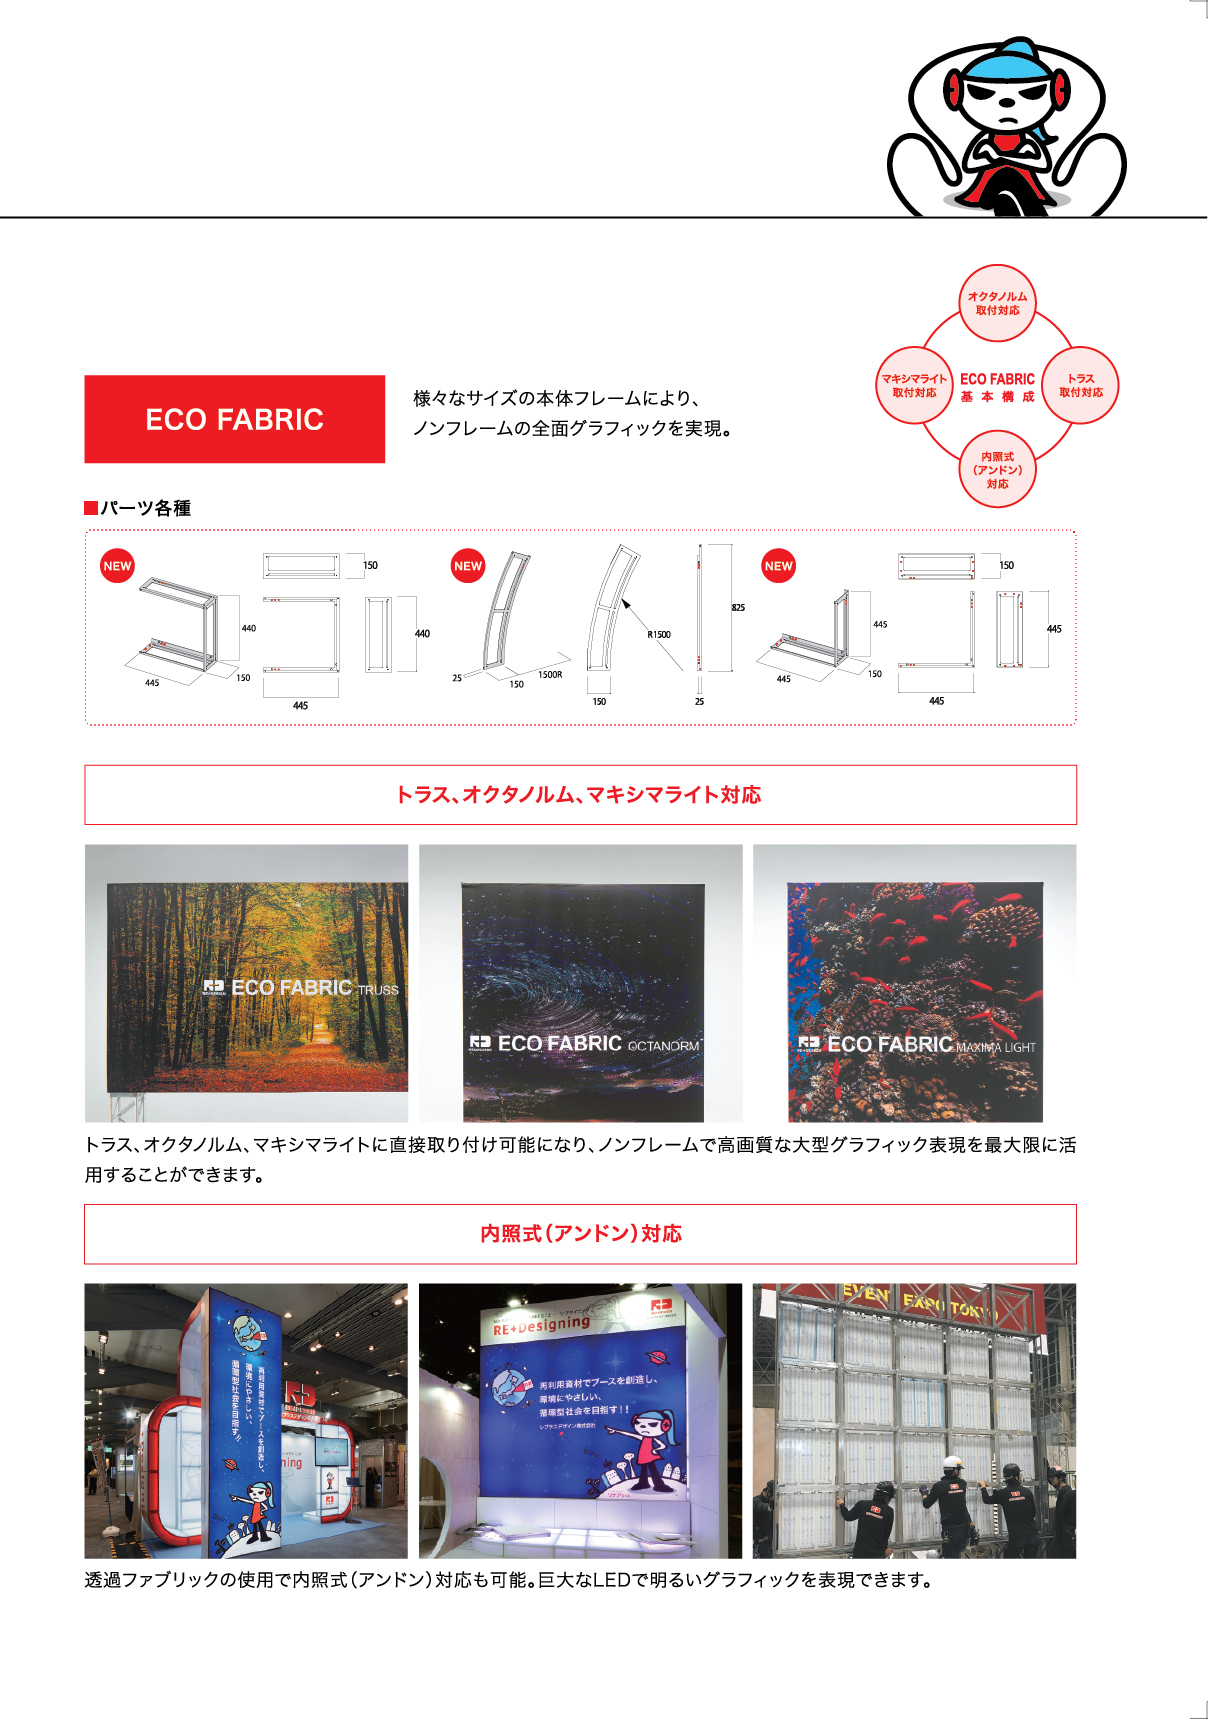 オクタノルム
取付対応
マキシマライト
取付対応
ECO FABRIC
基本構成
トラス
取付対応
内照式
（アンドン）
対応
ECO FABRIC
様々なサイズの本体フレームにより、
ノンフレームの全面グラフィックを実現。
■パーツ各種
NEW
150
440
440
445
150
445
NEW
825
R1500
25
150
1500R
150
25
NEW
150
445
445
445
150
445
トラス、オクタノルム、マキシマライト対応
ECO FABRIC TRUSS
ECO FABRIC OCTANORM
ECO FABRIC MAXIMA LIGHT
トラス、オクタノルム、マキシマライトに直接取り付け可能になり、ノンフレームで高画質な大型グラフィック表現を最大限に活
用することができます。
内照式（アンドン）対応
再利用資材でブースを創造し、
環境にやさしい、
循環型社会を目指す!!
ning
RE+Designing
再利用資材でブースを創造し、
環境にやさしい、
循環型社会を目指す!!
レプラスデザイン株式会社
EVENT EXPO TOKYO
透過ファブリックの使用で内照式（アンドン）対応も可能。巨大なLEDで明るいグラフィックを表現できます。